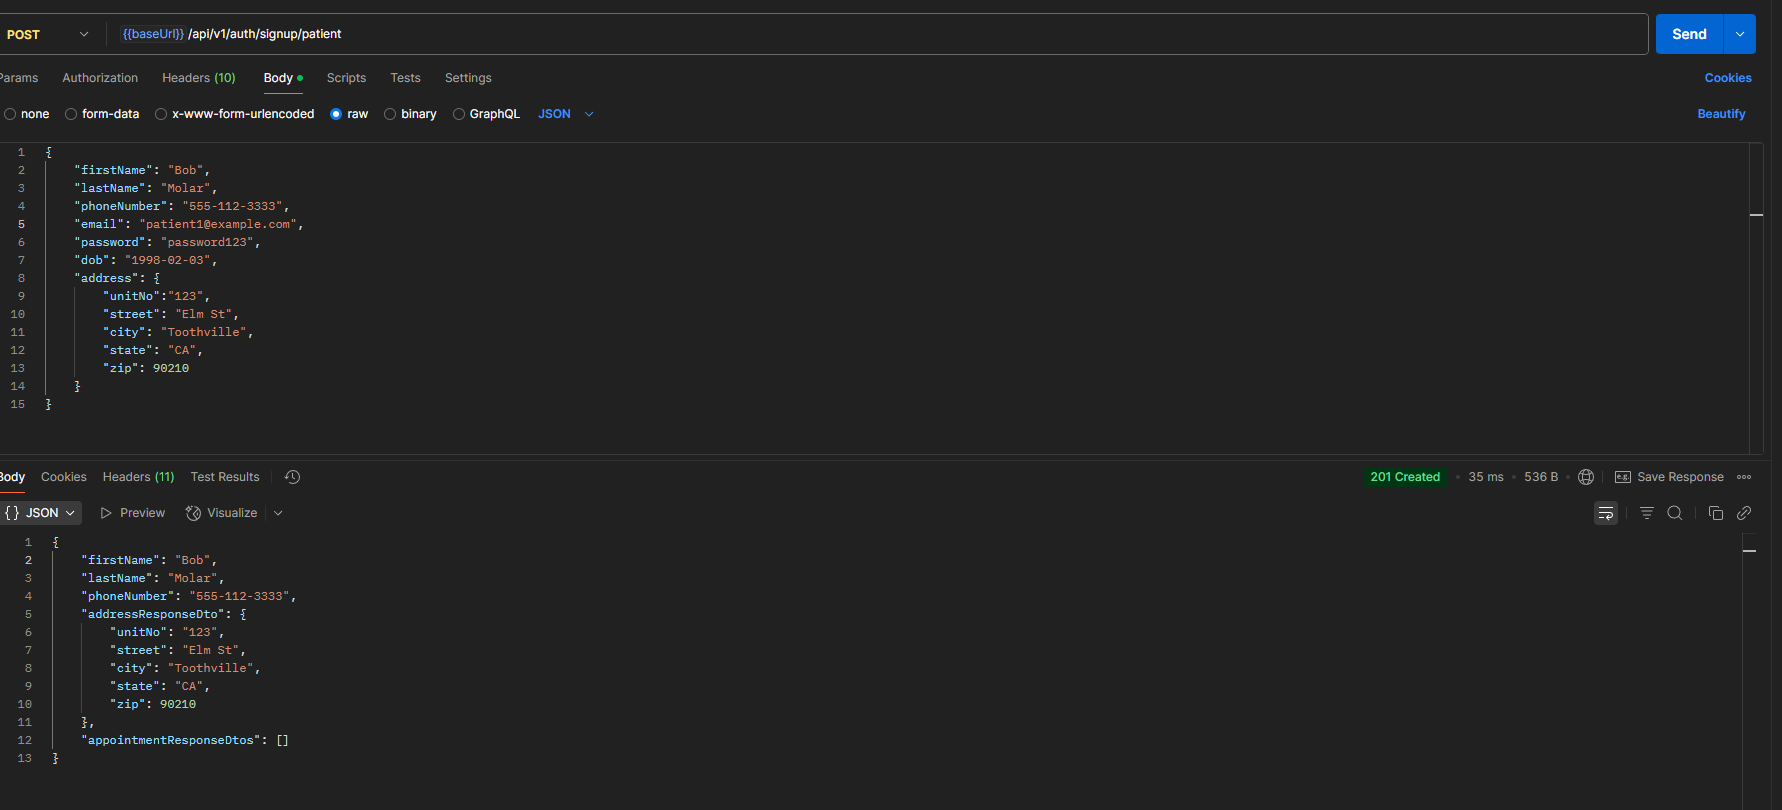 POST {{baseUrl}} /api/v1/auth/signup/patient Send
Params Authorization Headers (10) Body Scripts Tests Settings Cookies
none form-data x-www-form-urlencoded raw binary GraphQL JSON Beautify
1 {
2 "firstName": "Bob",
3 "lastName": "Molar",
4 "phoneNumber": "555-112-3333",
5 "email": "patient1@example.com",
6 "password": "password123",
7 "dob": "1998-02-03",
8 "address": {
9 "unitNo":"123",
10 "street": "Elm St",
11 "city": "Toothville",
12 "state": "CA",
13 "zip": 90210
14 }
15 }
Body Cookies Headers (11) Test Results 201 Created • 35 ms • 536 B • e.g. Save Response
{} JSON Preview Visualize
1 {
2 "firstName": "Bob",
3 "lastName": "Molar",
4 "phoneNumber": "555-112-3333",
5 "addressResponseDto": {
6 "unitNo": "123",
7 "street": "Elm St",
8 "city": "Toothville",
9 "state": "CA",
10 "zip": 90210
11 },
12 "appointmentResponseDtos": []
13 }